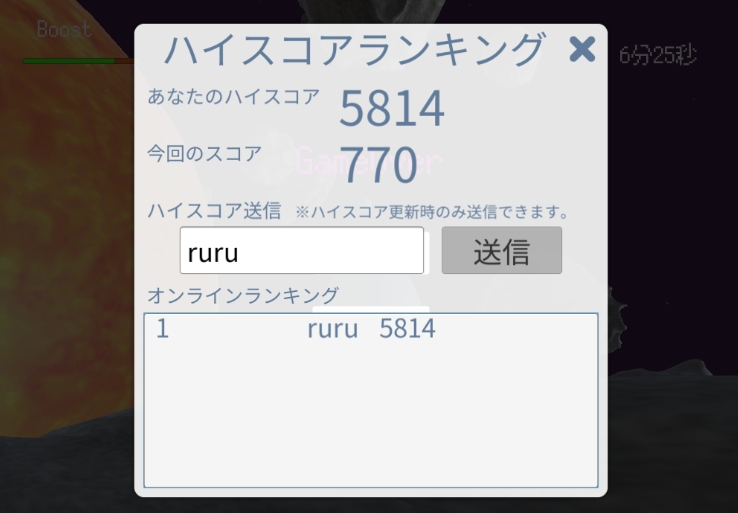 Boost
ハイスコアランキング
6分25秒
あなたのハイスコア 5814
今回のスコア 770
GameOver
ハイスコア送信 ※ハイスコア更新時のみ送信できます。
ruru 送信
オンラインランキング
1 ruru 5814